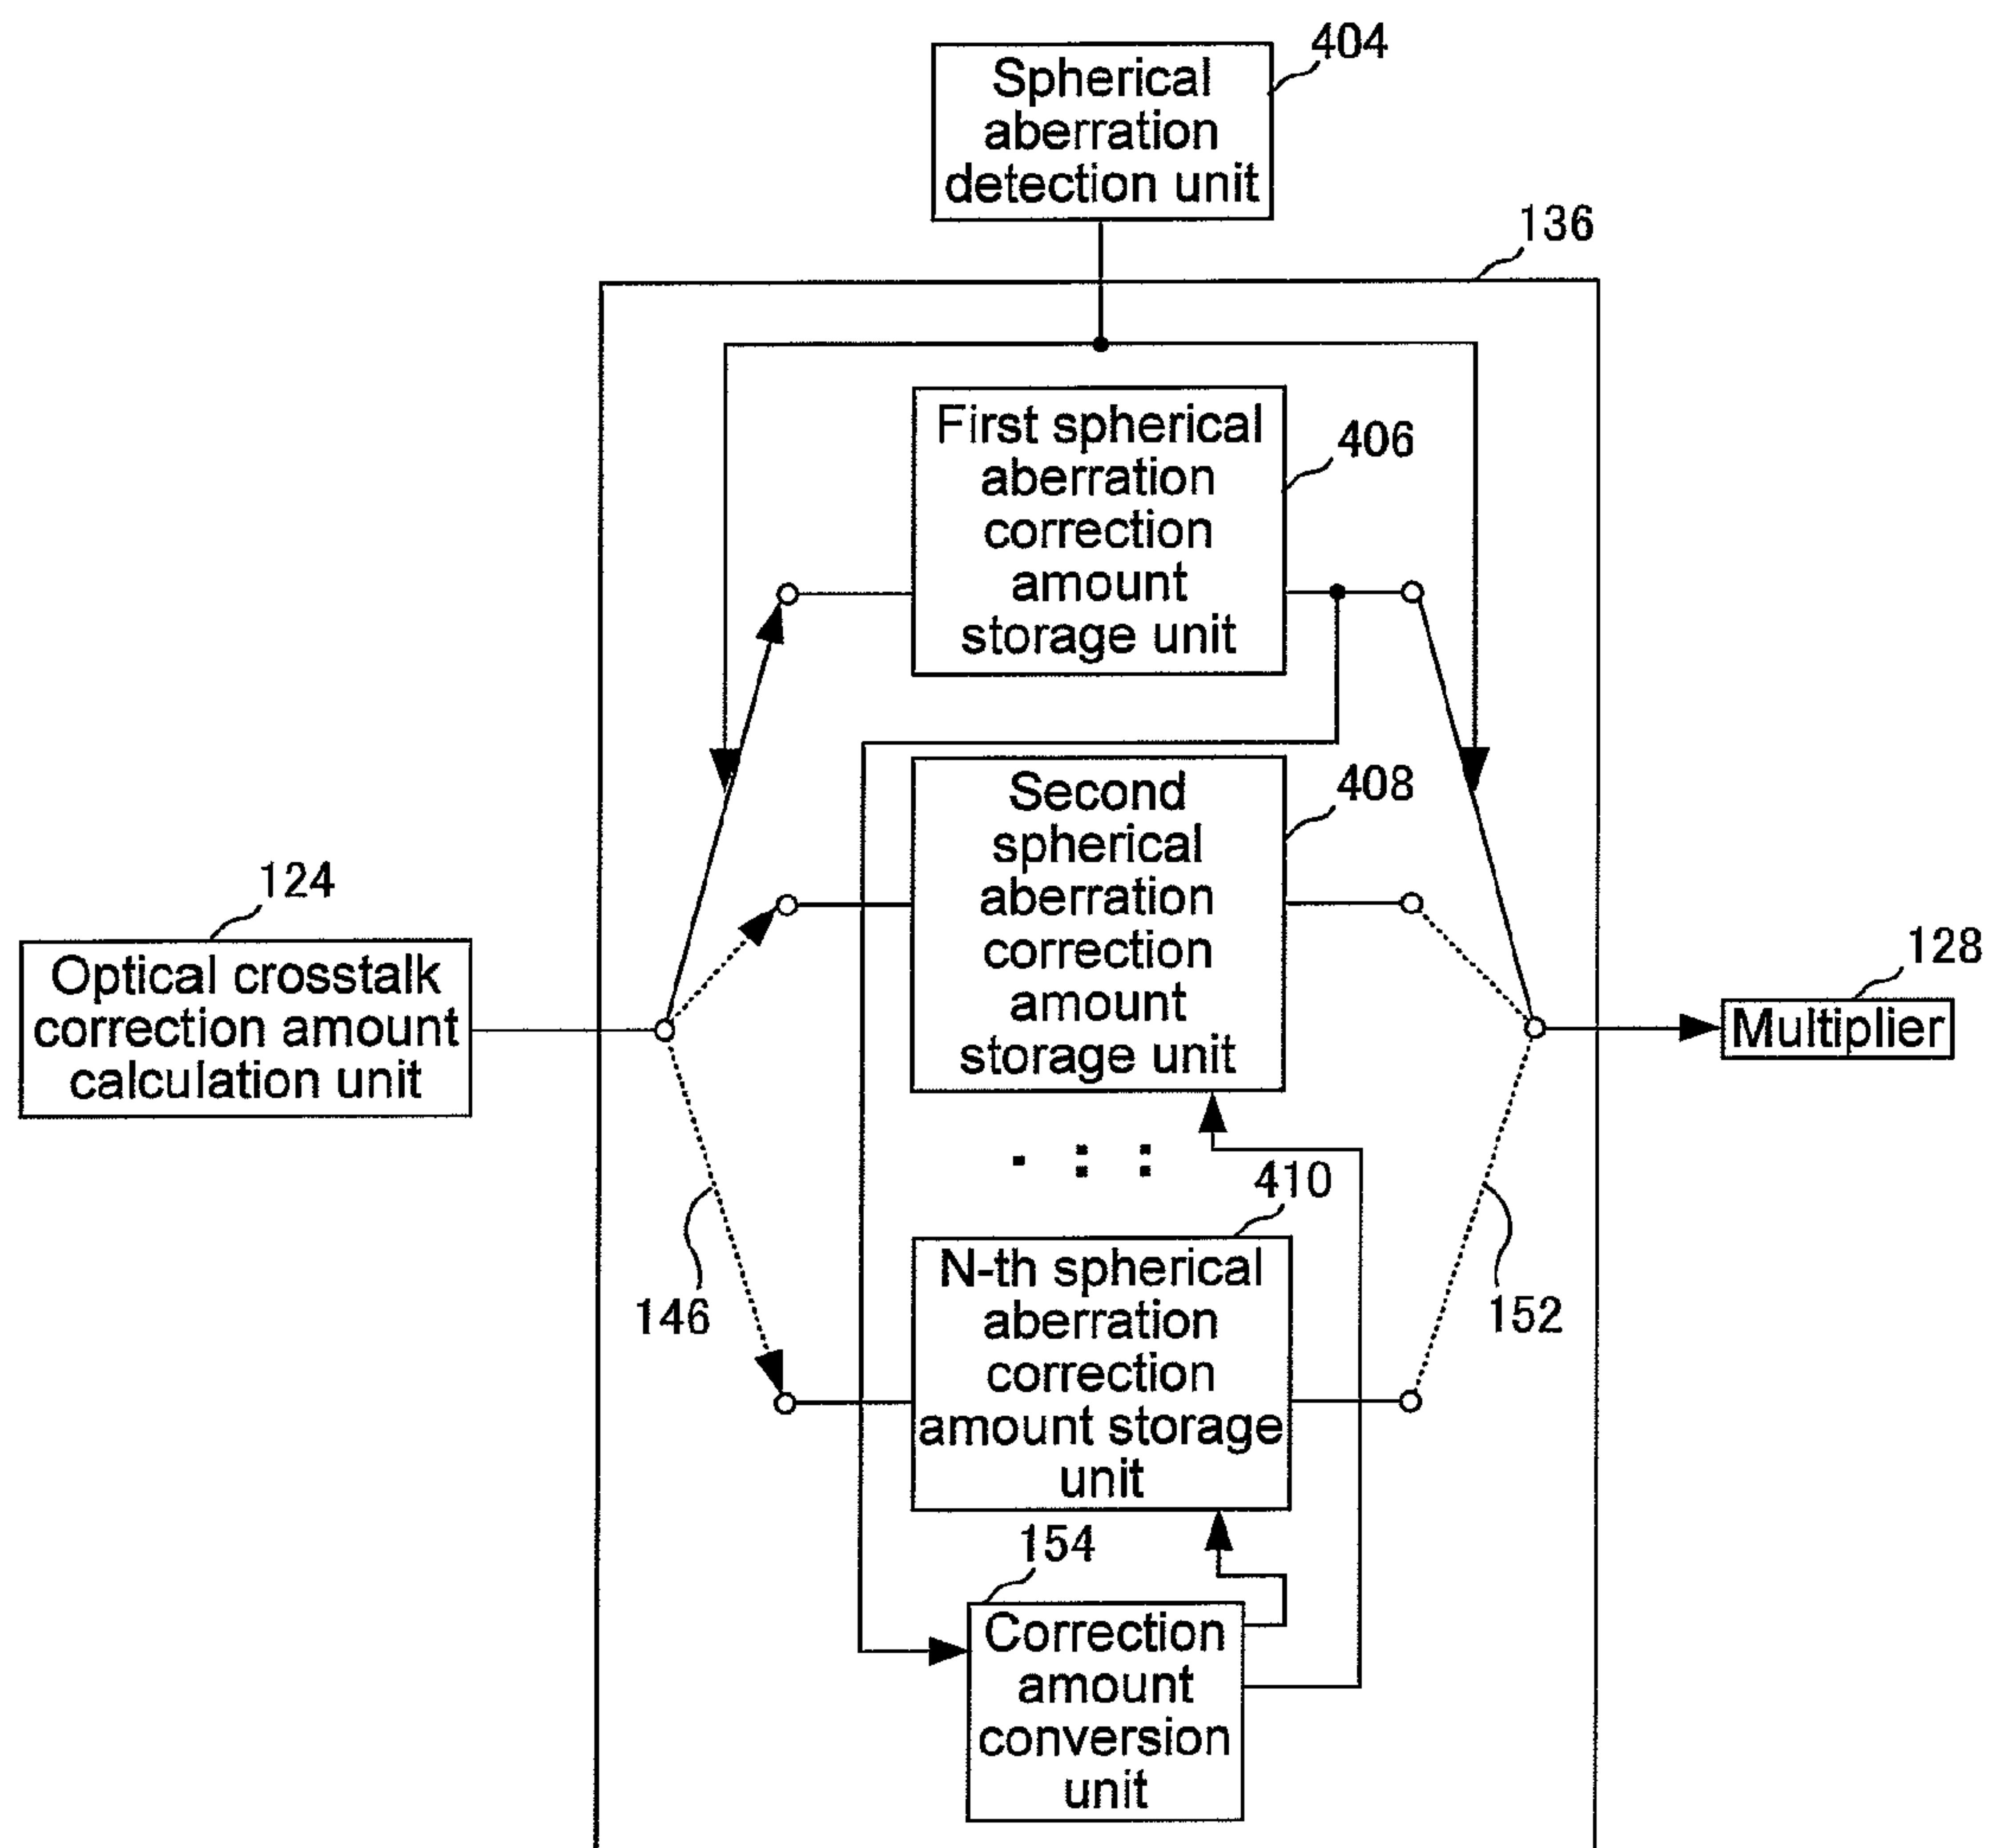 404
Spherical
aberration
detection unit
136
First spherical
aberration
correction
amount
storage unit
406
Second
spherical
aberration
correction
amount
storage unit
408
124
Optical crosstalk
correction amount
calculation unit
128
Multiplier
410
N-th spherical
aberration
correction
amount storage
unit
146
152
154
Correction
amount
conversion
unit